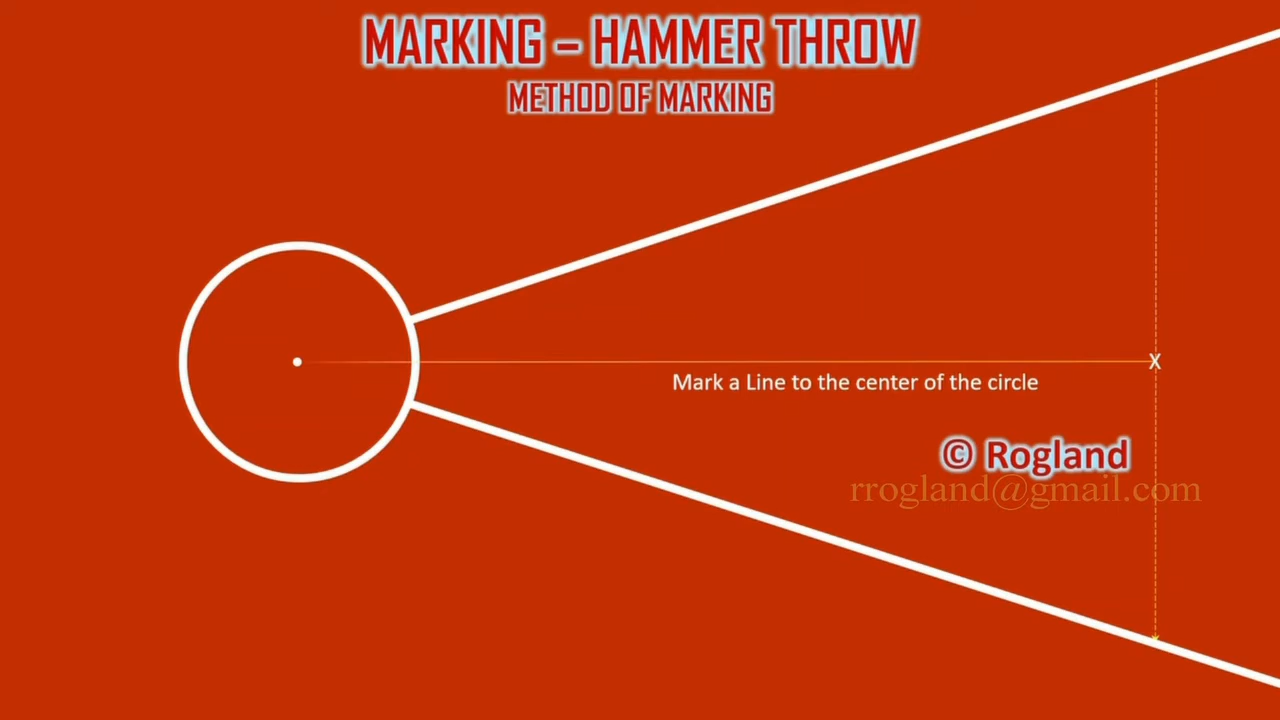 MARKING – HAMMER THROW
METHOD OF MARKING
X
Mark a Line to the center of the circle
© Rogland
rrogland@gmail.com